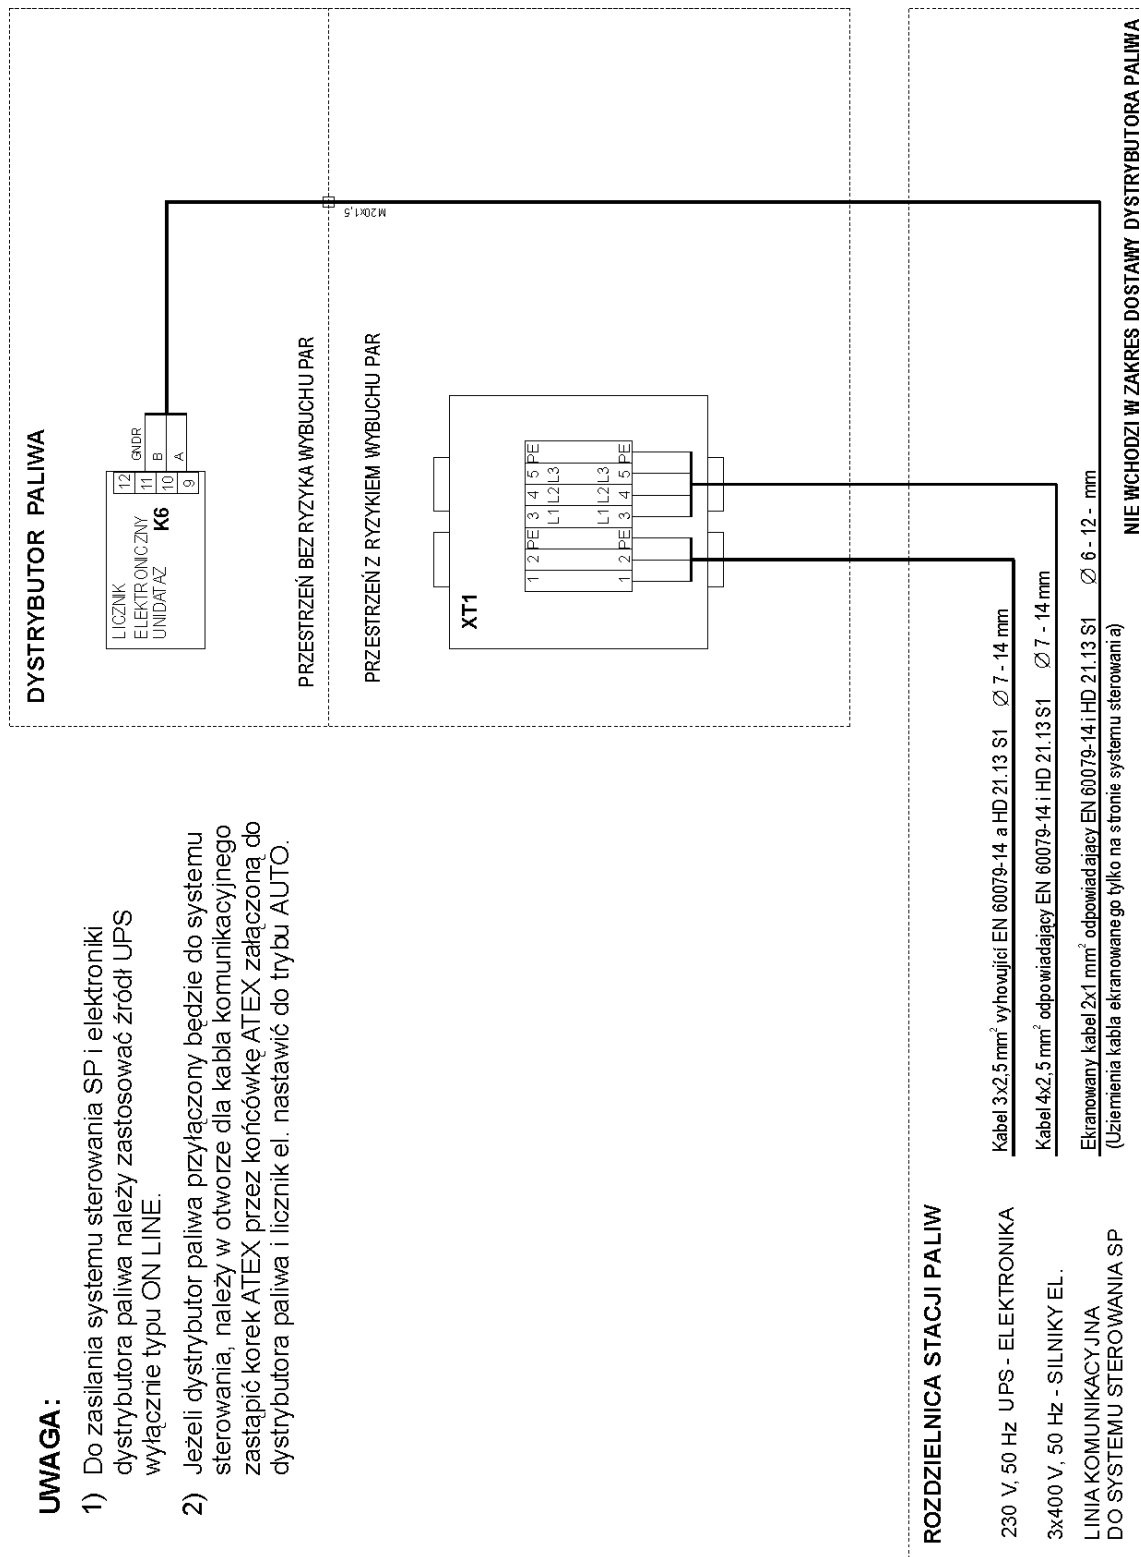 UWAGA:
1) Do zasilania systemu sterowania SP i elektroniki
dystrybutora paliwa należy zastosować źródł UPS
wyłącznie typu ON LINE.
2) Jeżeli dystrybutor paliwa przyłączony będzie do systemu
sterowania, należy w otworze dla kabla komunikacyjnego
zastąpić korek ATEX przez końcówkę ATEX załączoną do
dystrybutora paliwa i licznik el. nastawić do trybu AUTO.
DYSTRYBUTOR PALIWA
LICZNIK
ELEKTRONICZNY
UNIDATAZ
K6
12
11
10
9
GNDR
B
A
PRZESTRZEŃ BEZ RYZYKA WYBUCHU PAR
M20x1,5
PRZESTRZEŃ Z RYZYKIEM WYBUCHU PAR
XT1
1 2 PE 3 4 5 PE
L1 L2 L3
L1 L2 L3
1 2 PE 3 4 5 PE
ROZDZIELNICA STACJI PALIW
230 V, 50 Hz UPS - ELEKTRONIKA
Kabel 3x2,5 mm² vyhovujici EN 60079-14 a HD 21.13 S1 ∅ 7 - 14 mm
3x400 V, 50 Hz - SILNIKY EL.
Kabel 4x2,5 mm² odpowiadający EN 60079-14 i HD 21.13 S1 ∅ 7 - 14 mm
LINIA KOMUNIKACYJNA
DO SYSTEMU STEROWANIA SP
Ekranowany kabel 2x1 mm² odpowiadający EN 60079-14 i HD 21.13 S1 ∅ 6 - 12 - mm
(Uziemienia kabla ekranowanego tylko na stronie systemu sterowania)
NIE WCHODZI W ZAKRES DOSTAWY DYSTRYBUTORA PALIWA